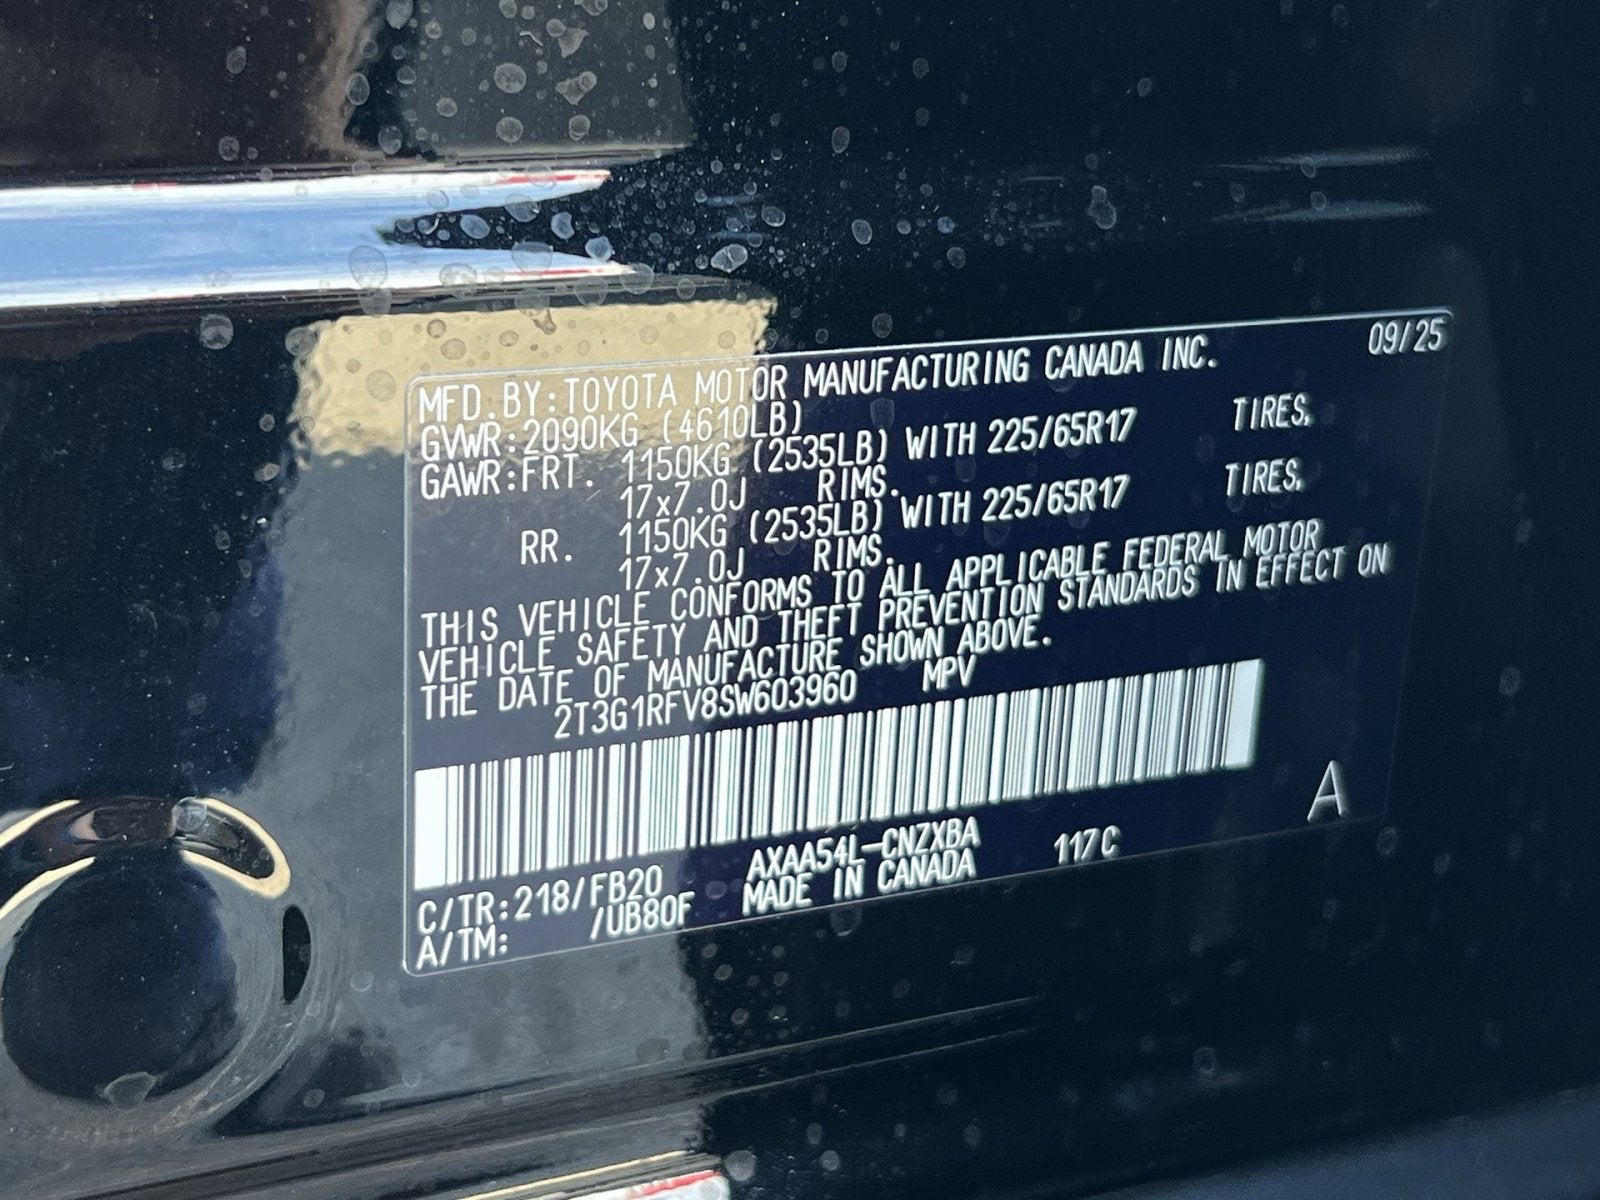 MFD.BY:TOYOTA MOTOR MANUFACTURING CANADA INC. 09/25
GVWR:2090KG (4610LB)
GAWR:FRT. 1150KG (2535LB) WITH 225/65R17 TIRES,
17x7.0J RIMS.
RR. 1150KG (2535LB) WITH 225/65R17 TIRES,
17x7.0J RIMS.
THIS VEHICLE CONFORMS TO ALL APPLICABLE FEDERAL MOTOR
VEHICLE SAFETY AND THEFT PREVENTION STANDARDS IN EFFECT ON
THE DATE OF MANUFACTURE SHOWN ABOVE.
2T3G1RFV8SW603960 MPV
A
C/TR:218/FB20 AXAA54L-CNZXBA 117C
A/TM: /UB80F MADE IN CANADA